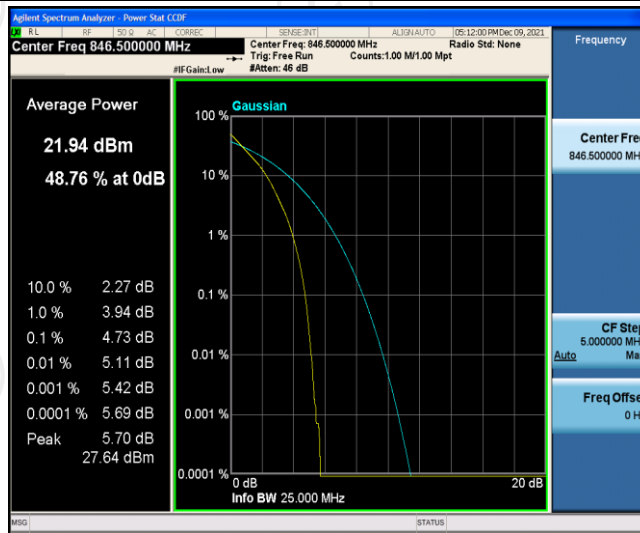 Agilent Spectrum Analyzer - Power Stat CCDF
RL RF 50 Ω AC CORREC SENSE:INT ALIGNAUTO 05:12:00 PM Dec 09, 2021
Center Freq 846.500000 MHz
Center Freq: 846.500000 MHz Radio Std: None
Trig: Free Run Counts:1.00 M/1.00 Mpt
#IFGain:Low #Atten: 46 dB
Frequency
Average Power
21.94 dBm
48.76 % at 0dB
10.0 % 2.27 dB
1.0 % 3.94 dB
0.1 % 4.73 dB
0.01 % 5.11 dB
0.001 % 5.42 dB
0.0001 % 5.69 dB
Peak 5.70 dB
27.64 dBm
Gaussian
100 %
10 %
1 %
0.1 %
0.01 %
0.001 %
0.0001 %
0 dB 20 dB
Info BW 25.000 MHz
Center Fre
846.500000 MH
CF Step
5.000000 MH
Auto Ma
Freq Offse
0 H
MSG STATUS